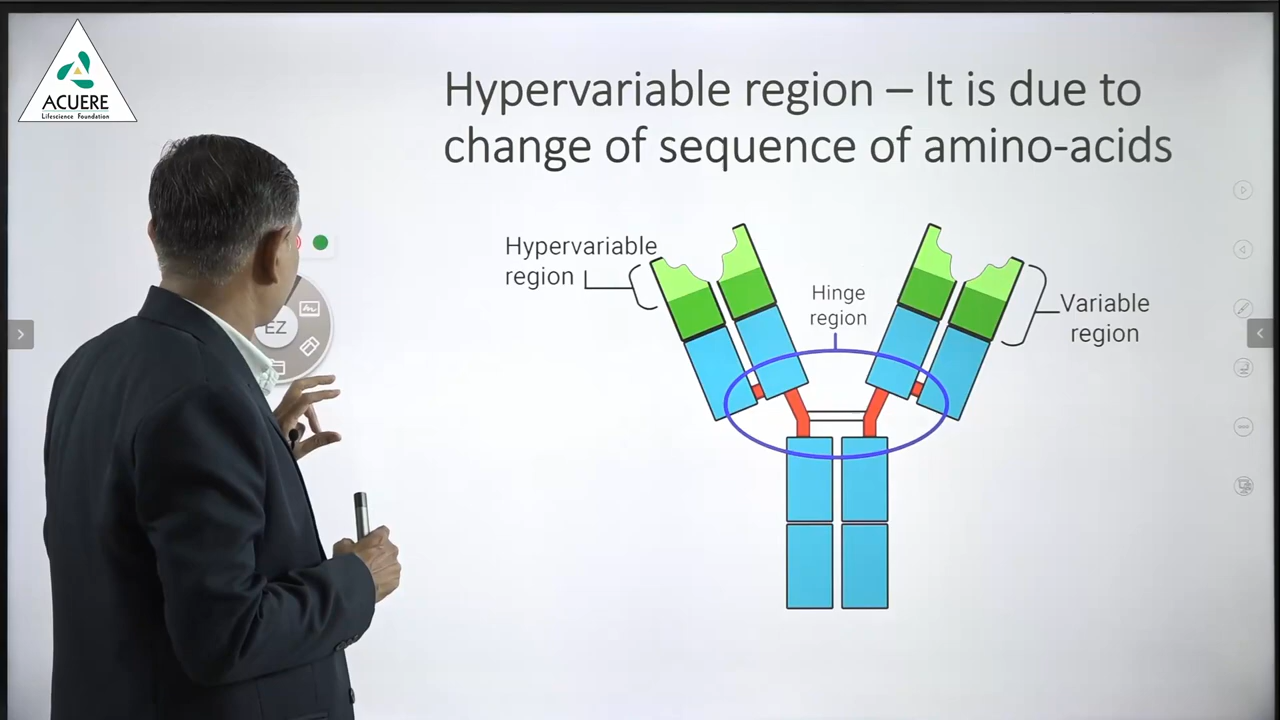 ACUERE
Lifescience Foundation
Hypervariable region – It is due to
change of sequence of amino-acids
Hypervariable
region
Hinge
region
Variable
region
EZ